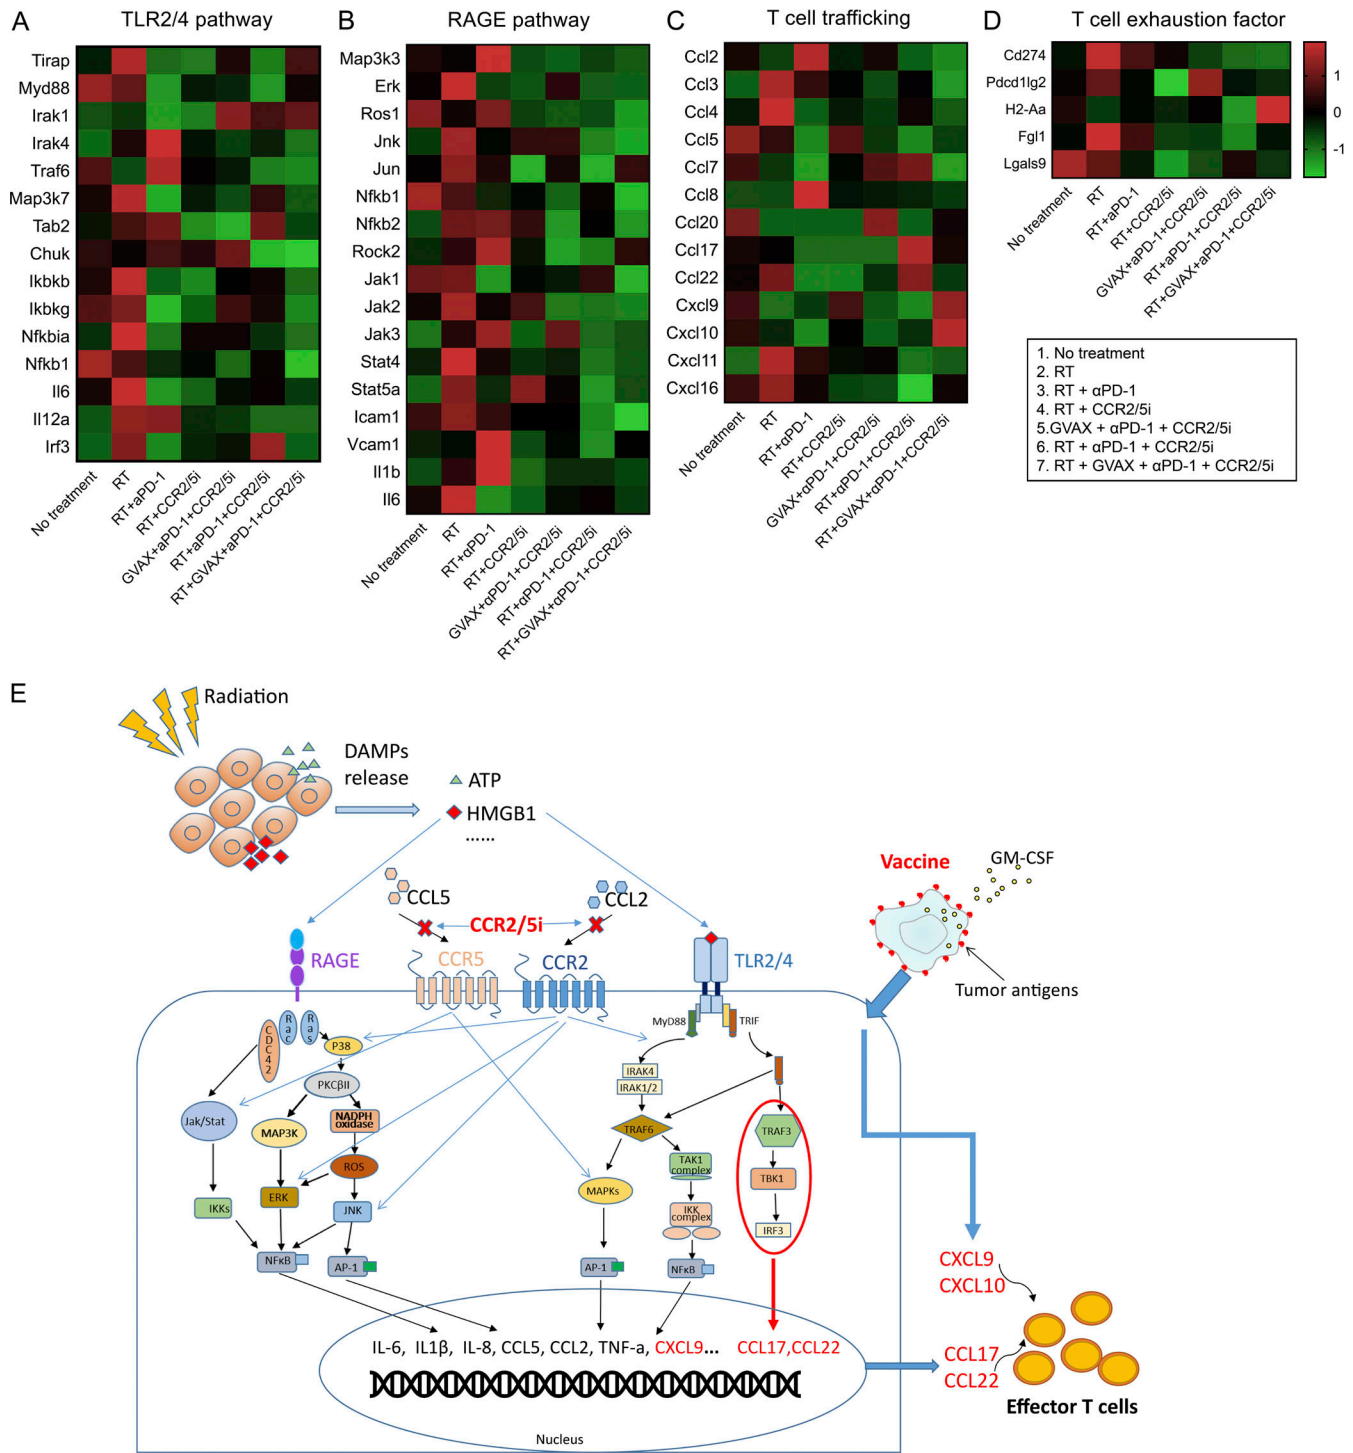 A
TLR2/4 pathway
Tirap
Myd88
Irak1
Irak4
Traf6
Map3k7
Tab2
Chuk
Ikbkb
Ikbkg
Nfkbia
Nfkb1
Il6
Il12a
Irf3
No treatment
RT
RT+aPD-1
RT+CCR2/5i
GVAX+aPD-1+CCR2/5i
RT+aPD-1+CCR2/5i
RT+GVAX+aPD-1+CCR2/5i
B
RAGE pathway
Map3k3
Erk
Ros1
Jnk
Jun
Nfkb1
Nfkb2
Rock2
Jak1
Jak2
Jak3
Stat4
Stat5a
Icam1
Vcam1
Il1b
Il6
No treatment
RT
RT+αPD-1
RT+CCR2/5i
GVAX+αPD-1+CCR2/5i
RT+αPD-1+CCR2/5i
RT+GVAX+αPD-1+CCR2/5i
C
T cell trafficking
Ccl2
Ccl3
Ccl4
Ccl5
Ccl7
Ccl8
Ccl20
Ccl17
Ccl22
Cxcl9
Cxcl10
Cxcl11
Cxcl16
No treatment
RT
RT+αPD-1
RT+CCR2/5i
GVAX+αPD-1+CCR2/5i
RT+αPD-1+CCR2/5i
RT+GVAX+αPD-1+CCR2/5i
D
T cell exhaustion factor
Cd274
Pdcd1lg2
H2-Aa
Fgl1
Lgals9
No treatment
RT
RT+αPD-1
RT+CCR2/5i
GVAX+αPD-1+CCR2/5i
RT+αPD-1+CCR2/5i
RT+GVAX+αPD-1+CCR2/5i
1
0
-1
1. No treatment
2. RT
3. RT + αPD-1
4. RT + CCR2/5i
5.GVAX + αPD-1 + CCR2/5i
6. RT + αPD-1 + CCR2/5i
7. RT + GVAX + αPD-1 + CCR2/5i
E
Radiation
DAMPs
release
ATP
HMGB1
......
CCL5
CCL2
CCR2/5i
RAGE
CCR5
CCR2
TLR2/4
Vaccine
GM-CSF
Tumor antigens
CDC42
Rac
Ras
P38
PKCβII
Jak/Stat
MAP3K
NADPH
oxidase
ROS
ERK
JNK
IKKs
NFκB
AP-1
MyD88
TRIF
IRAK4
IRAK1/2
TRAF6
TAK1
complex
MAPKs
IKK
complex
AP-1
NFκB
TRAF3
TBK1
IRF3
CXCL9
CXCL10
IL-6, IL1β, IL-8, CCL5, CCL2, TNF-a, CXCL9... CCL17,CCL22
CCL17
CCL22
Effector T cells
Nucleus